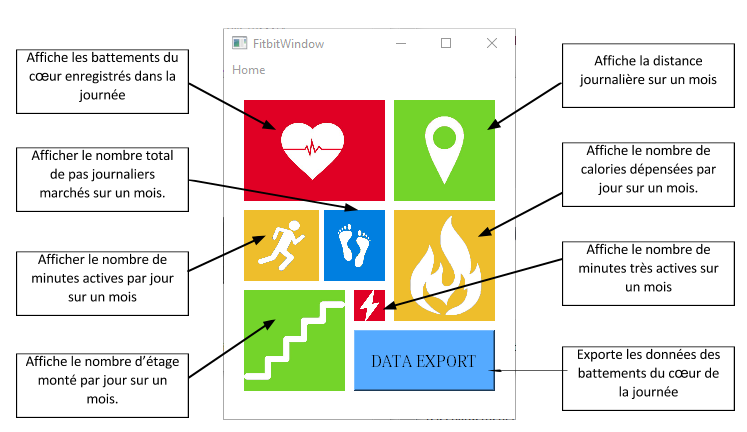 FitbitWindow
Home
Affiche les battements du
cœur enregistrés dans la
journée
Afficher le nombre total
de pas journaliers
marchés sur un mois.
Afficher le nombre de
minutes actives par jour
sur un mois
Affiche le nombre d’étage
monté par jour sur un
mois.
DATA EXPORT
Affiche la distance
journalière sur un mois
Affiche le nombre de
calories dépensées par
jour sur un mois.
Affiche le nombre de
minutes très actives sur
un mois
Exporte les données des
battements du cœur de
la journée